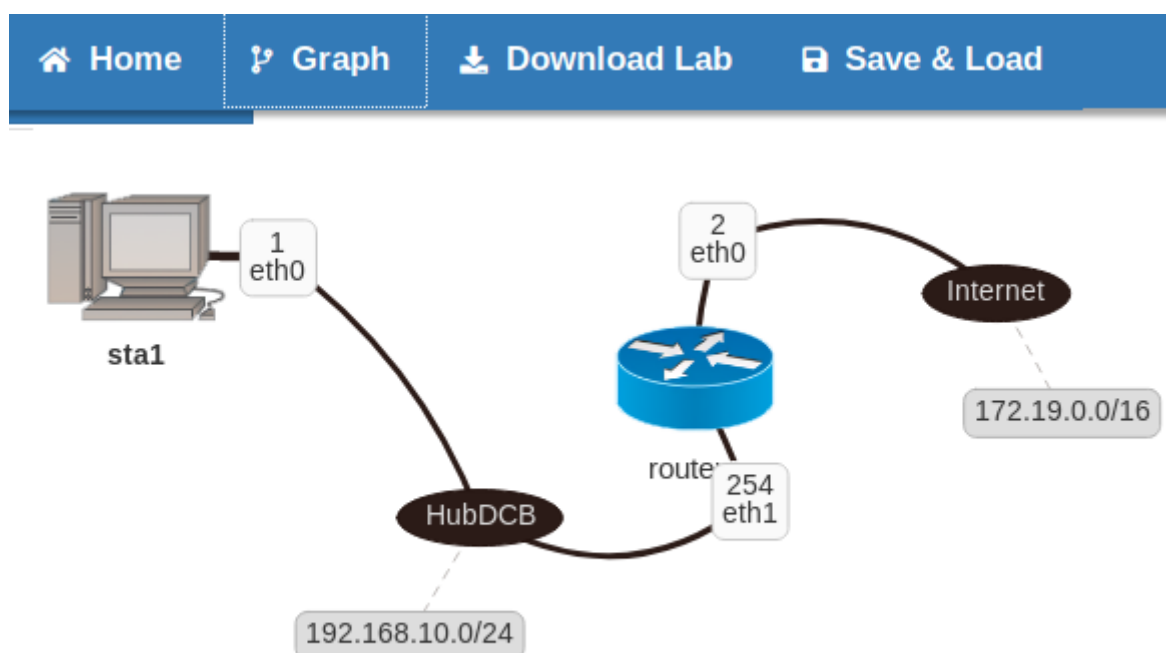 Home Graph Download Lab Save & Load
1
eth0
2
eth0
Internet
sta1
172.19.0.0/16
254
eth1
HubDCB
192.168.10.0/24